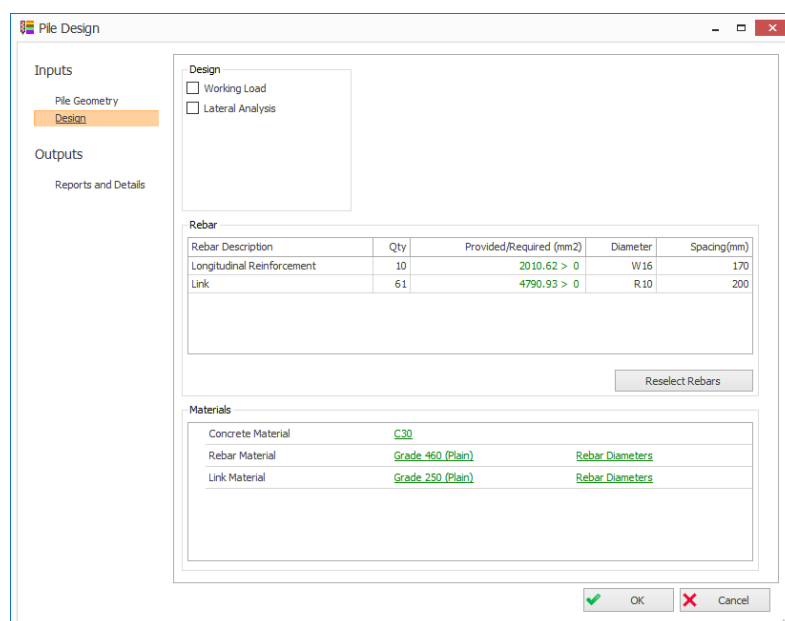 Pile Design
Inputs
Pile Geometry
Design
Outputs
Reports and Details
Design
Working Load
Lateral Analysis
Rebar
Rebar Description Qty Provided/Required (mm2) Diameter Spacing(mm)
Longitudinal Reinforcement 10 2010.62 > 0 W16 170
Link 61 4790.93 > 0 R10 200
Reselect Rebars
Materials
Concrete Material C30
Rebar Material Grade 460 (Plain) Rebar Diameters
Link Material Grade 250 (Plain) Rebar Diameters
OK Cancel